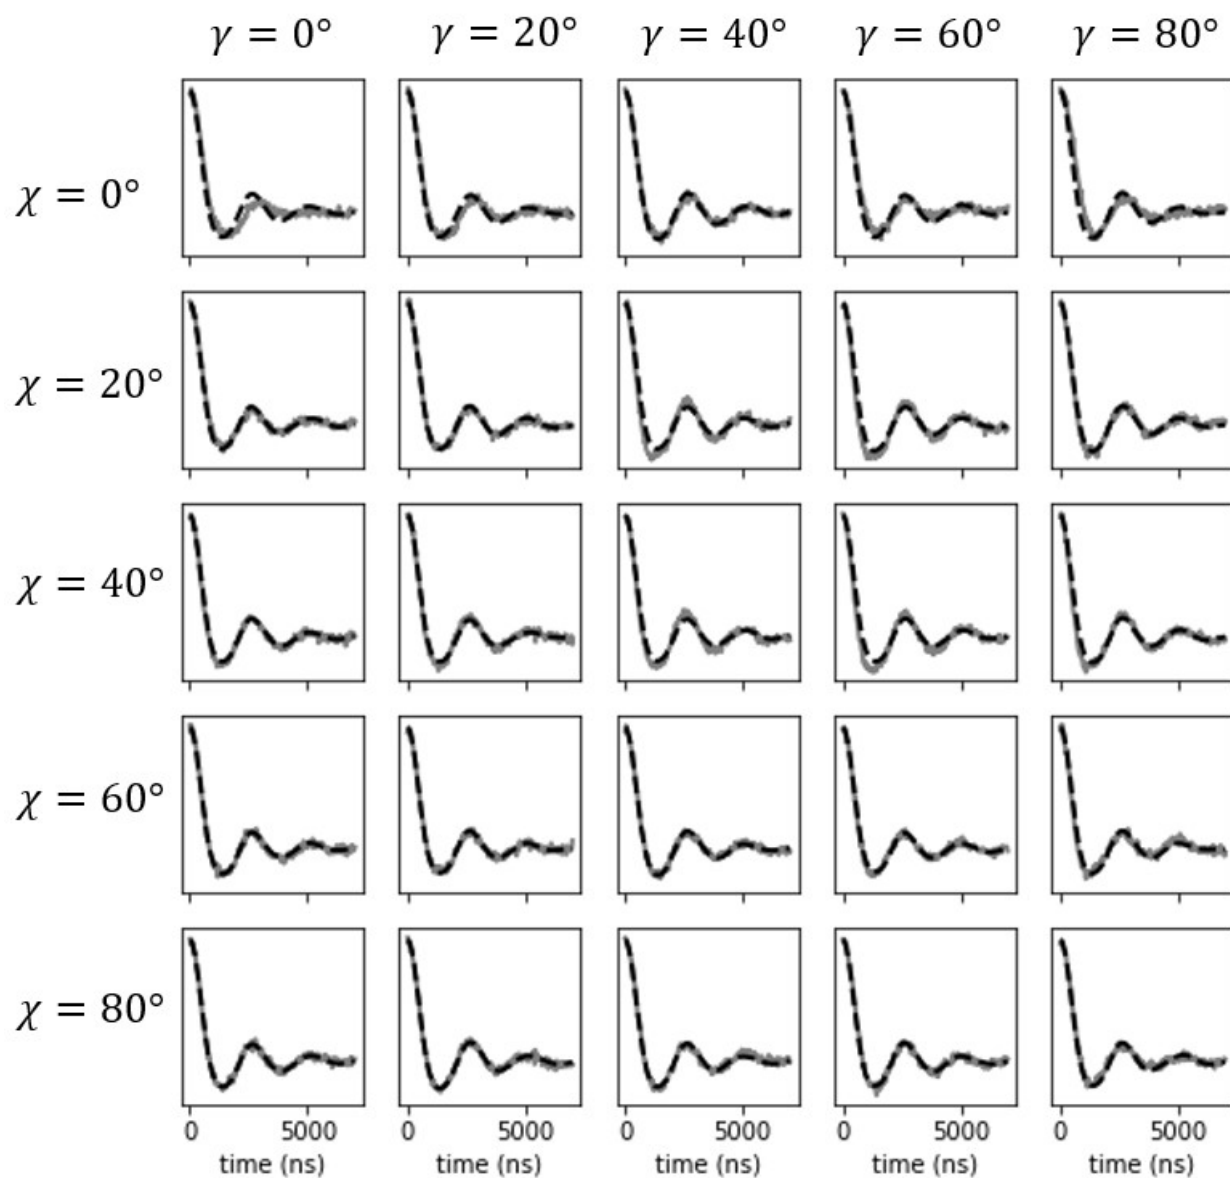 γ = 0° γ = 20° γ = 40° γ = 60° γ = 80°
χ = 0°
χ = 20°
χ = 40°
χ = 60°
χ = 80°
0 5000 0 5000 0 5000 0 5000 0 5000
time (ns) time (ns) time (ns) time (ns) time (ns)